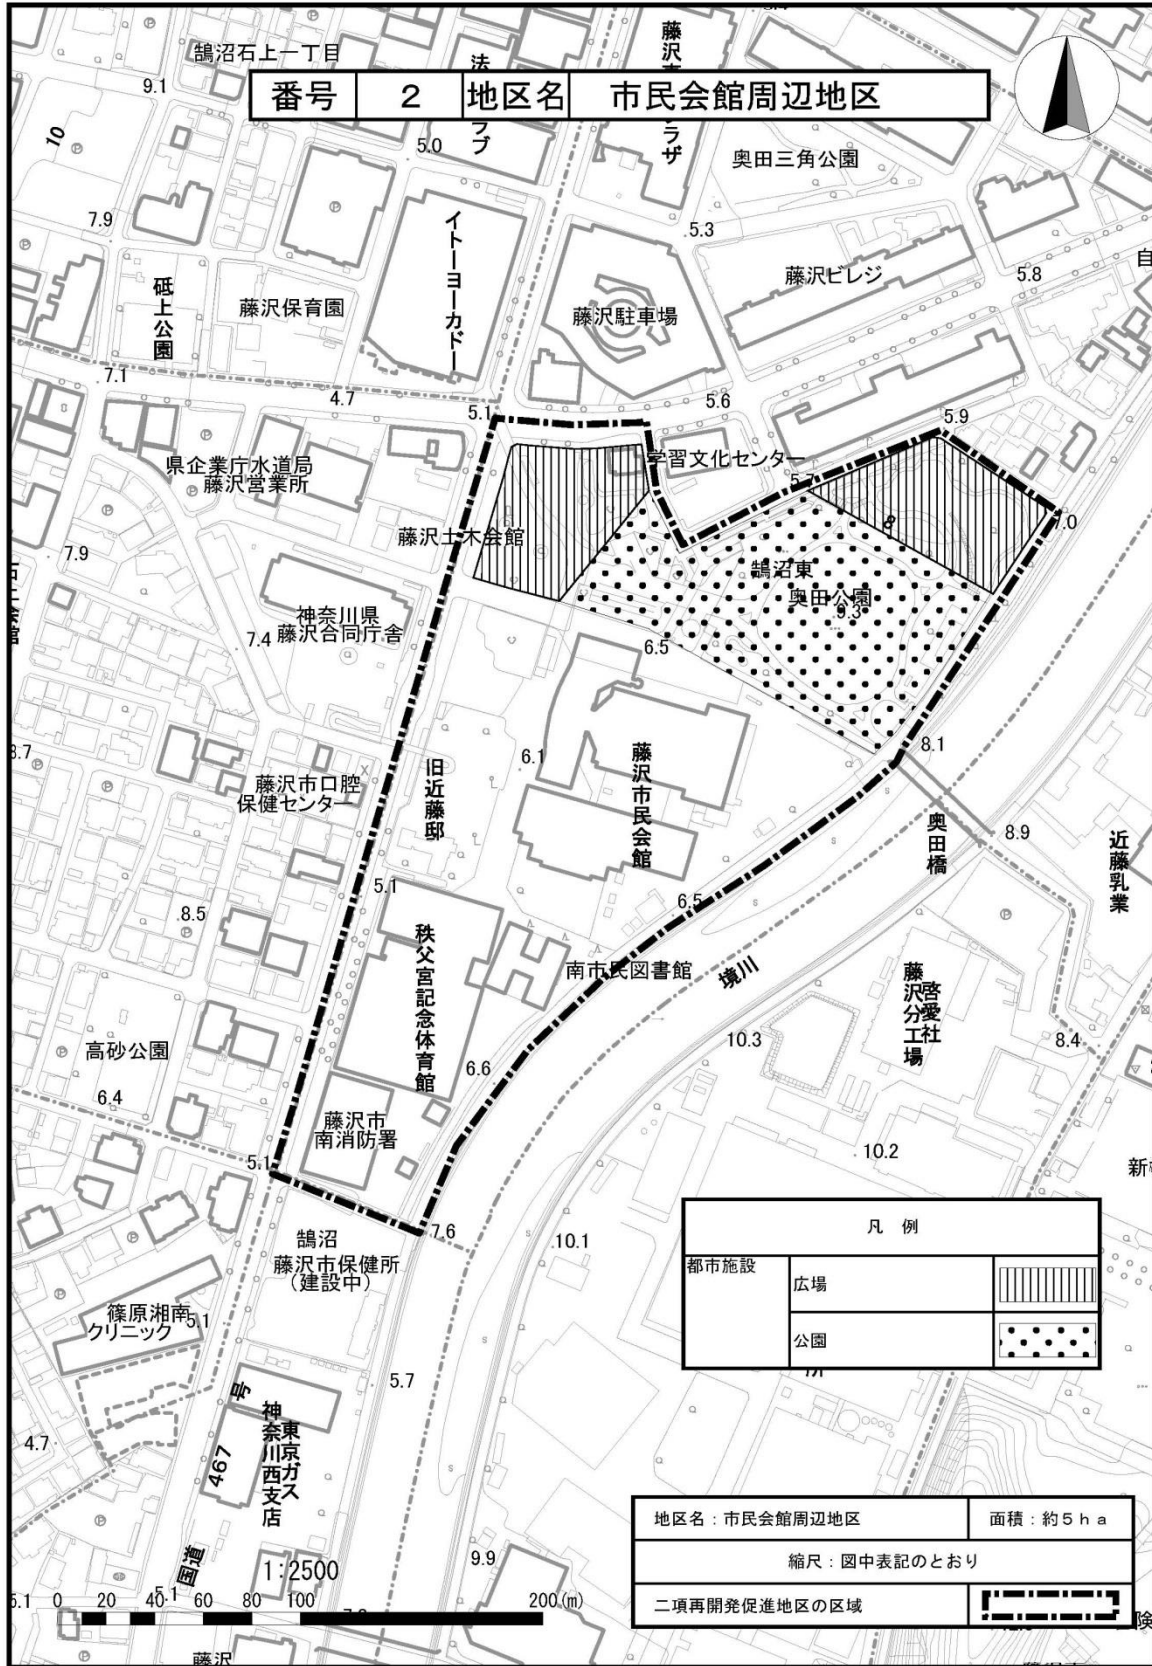 鵠沼石上一丁目
9.1
番号 2 地区名 市民会館周辺地区
10
5.0
奥田三角公園
7.9
5.3
イトーヨーカドー
5.8
藤沢ビレジ
砥上公園
藤沢保育園
藤沢駐車場
7.1
4.7
5.1
5.6
5.9
県企業庁水道局
藤沢営業所
学習文化センター
5.7
7.0
藤沢土木会館
7.9
8
鵠沼東
奥田公園
9.3
神奈川県
藤沢合同庁舎
7.4
6.5
8.1
8.7
6.1
藤沢市口腔
保健センター
旧近藤邸
藤沢市民会館
奥田橋
8.9
近藤乳業
5.1
8.5
6.5
秩父宮記念体育館
南市民図書館
境川
啓愛社
藤沢分工場
10.3
8.4
高砂公園
6.6
6.4
藤沢市
南消防署
10.2
5.1
7.6
10.1
鵠沼
藤沢市保健所
(建設中)
凡 例
都市施設
広場
公園
篠原湘南
クリニック
5.1
5.7
号
467
国道
東京ガス
神奈川西支店
4.7
地区名:市民会館周辺地区 面積:約5ha
縮尺:図中表記のとおり
二項再開発促進地区の区域
9.9
1:2500
5.1
5.1
0 20 40 60 80 100 200(m)
藤沢